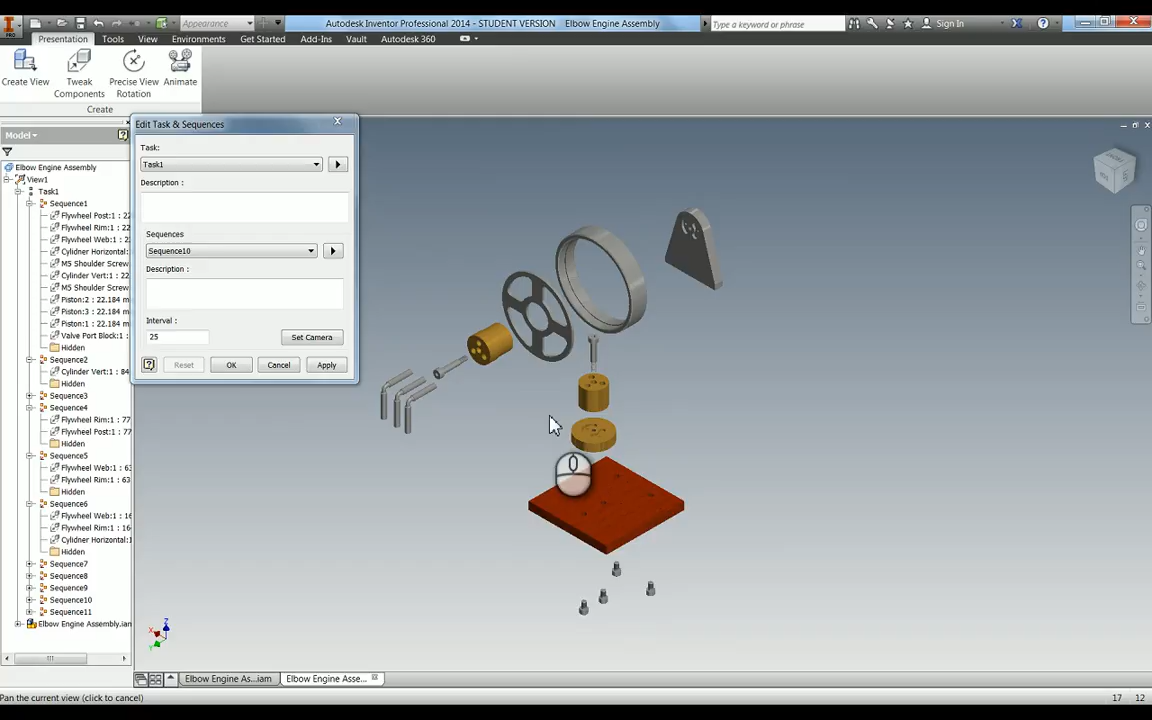 Appearance
Autodesk Inventor Professional 2014 - STUDENT VERSION Elbow Engine Assembly
Type a keyword or phrase
Sign In
PRO
Presentation Tools View Environments Get Started Add-Ins Vault Autodesk 360
Create View
Tweak Components
Precise View Rotation
Animate
Create
Model
Elbow Engine Assembly
View1
Task1
Sequence1
Flywheel Post:1 : 22
Flywheel Rim:1 : 22
Flywheel Web:1 : 22
Cylidner Horizontal:
M5 Shoulder Screw
Cylinder Vert:1 : 22
M5 Shoulder Screw
Piston:2 : 22.184 m
Piston:3 : 22.184 m
Piston:1 : 22.184 m
Valve Port Block:1 :
Sequence2
Cylinder Vert:1 : 84
Hidden
Sequence3
Sequence4
Flywheel Rim:1 : 77
Flywheel Post:1 : 77
Hidden
Sequence5
Flywheel Web:1 : 63
Flywheel Rim:1 : 63
Hidden
Sequence6
Flywheel Web:1 : 16
Flywheel Rim:1 : 16
Cylidner Horizontal:1
Hidden
Sequence7
Sequence8
Sequence9
Sequence10
Sequence11
Elbow Engine Assembly.iam
Edit Task & Sequences
Task:
Task1
Description :
Sequences
Sequence10
Description :
Interval :
25
Set Camera
Reset OK Cancel Apply
X
Y
Z
Elbow Engine As...iam
Elbow Engine Asse...
Pan the current view (click to cancel)
17 12